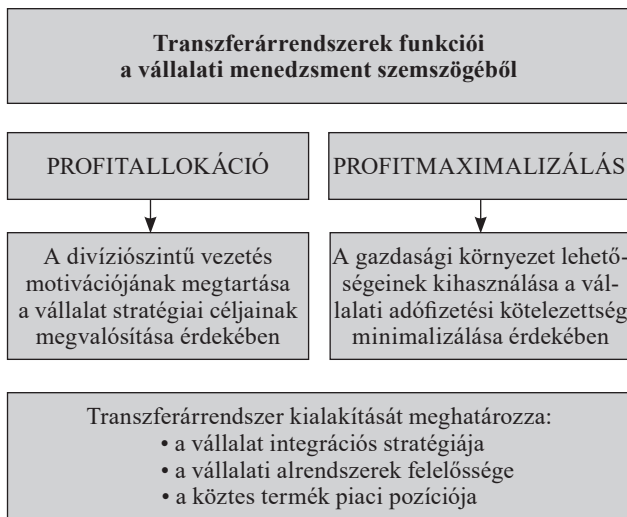 Transzferárrendszerek funkciói
a vállalati menedzsment szemszögéből
PROFITALLOKÁCIÓ
PROFITMAXIMALIZÁLÁS
A divíziószintű vezetés
motivációjának megtartása
a vállalat stratégiai céljainak
megvalósítása érdekében
A gazdasági környezet lehető-
ségeinek kihasználása a vál-
lalati adófizetési kötelezettség
minimalizálása érdekében
Transzferárrendszer kialakítását meghatározza:
• a vállalat integrációs stratégiája
• a vállalati alrendszerek felelőssége
• a köztes termék piaci pozíciója